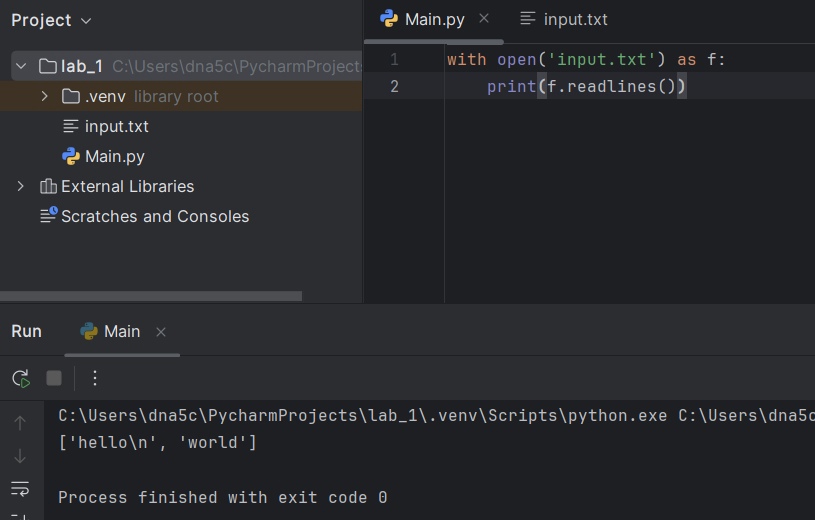 Project
lab_1 C:\Users\dna5c\PycharmProject
.venv library root
input.txt
Main.py
External Libraries
Scratches and Consoles
Main.py input.txt
1 with open('input.txt') as f:
2 print(f.readlines())
Run Main
C:\Users\dna5c\PycharmProjects\lab_1\.venv\Scripts\python.exe C:\Users\dna5c
['hello\n', 'world']
Process finished with exit code 0